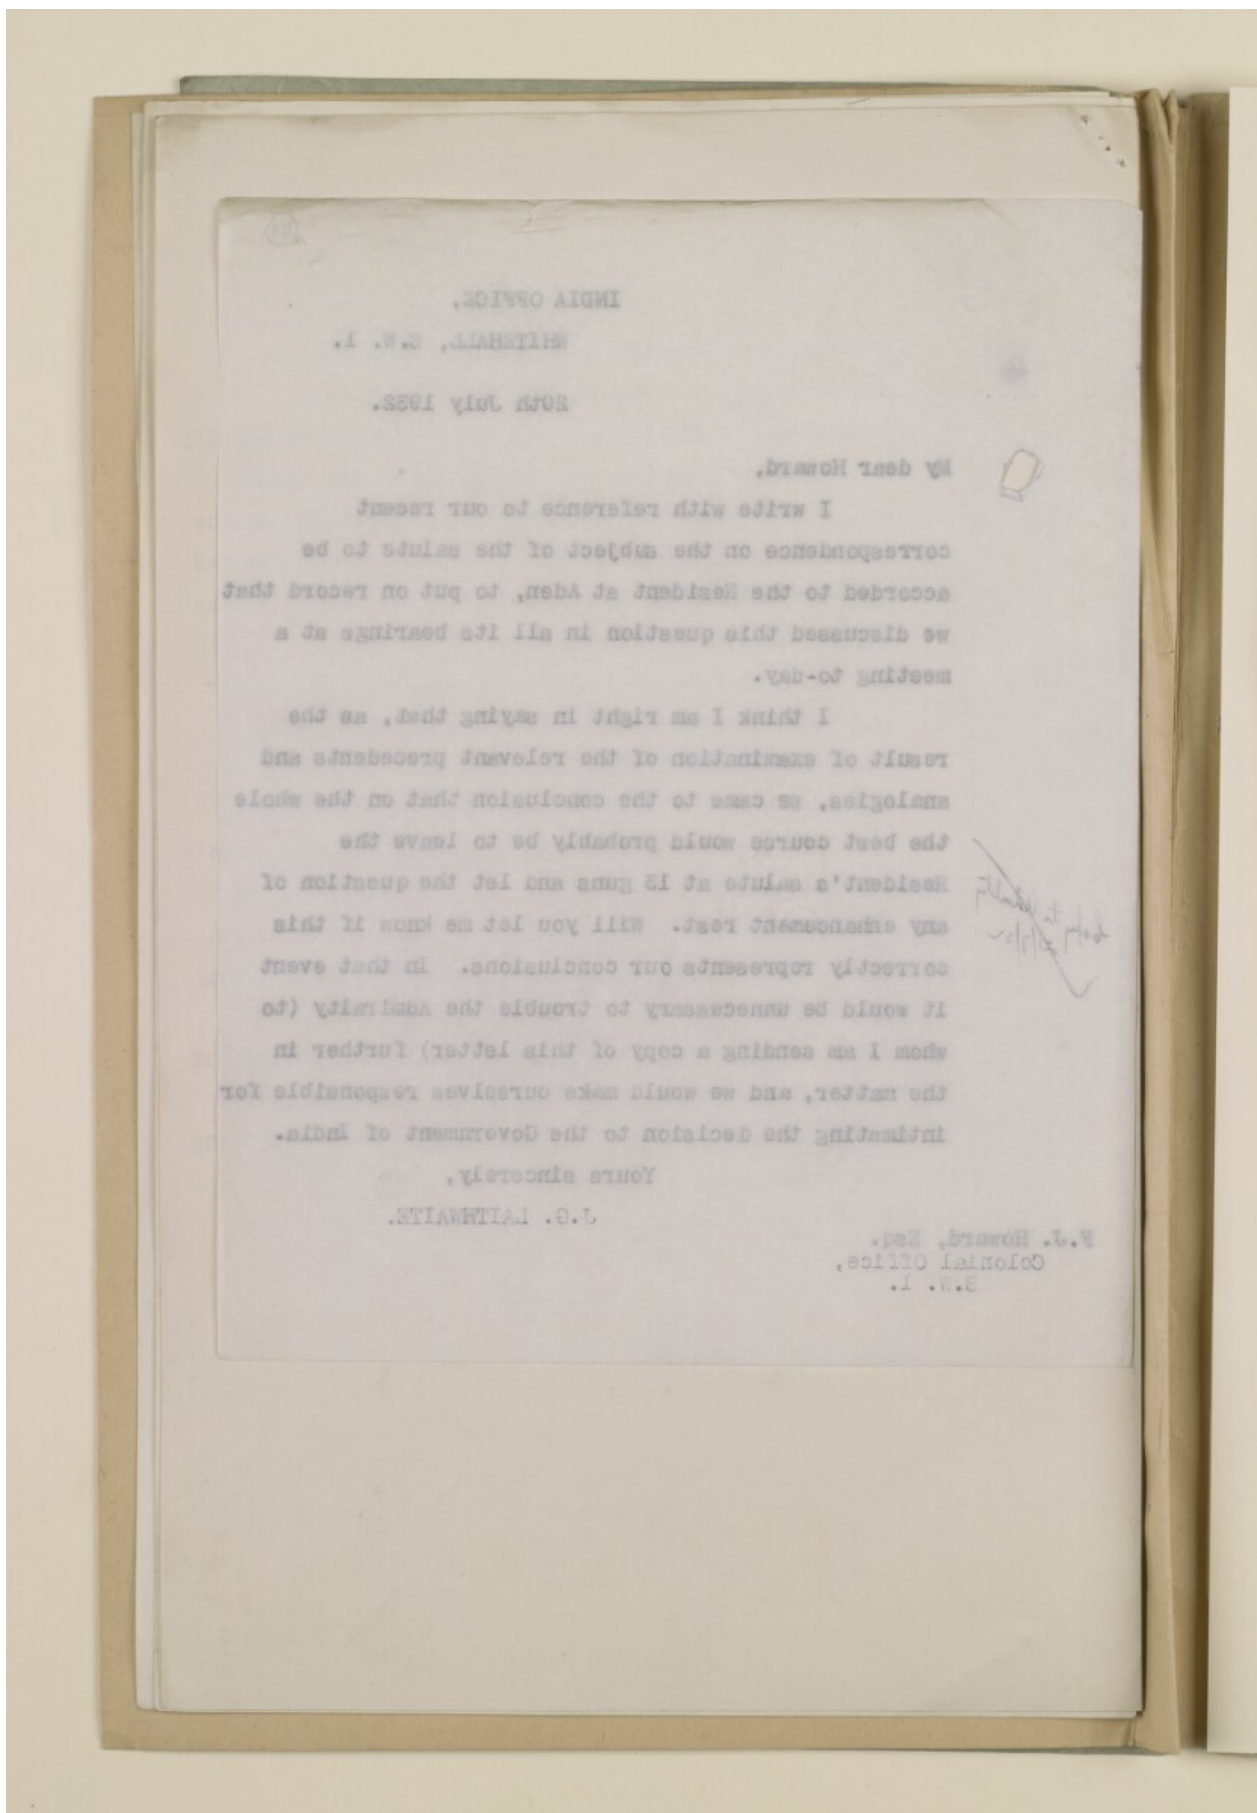 INDIA OFFICE,
WHITEHALL, S.W. 1.
20th July 1932.
My dear Howard,
I write with reference to our recent
correspondence on the subject of the salute to be
accorded to the Resident at Aden, to put on record that
we discussed this question in all its bearings at a
meeting to-day.
I think I am right in saying that, as the
result of examination of the relevant precedents and
analogies, we came to the conclusion that on the whole
the best course would probably be to leave the
Resident's salute at 13 guns and let the question of
any enhancement rest. Will you let me know if this
correctly represents our conclusions. In that event
it would be unnecessary to trouble the Admiralty (to
whom I am sending a copy of this letter) further in
the matter, and we would make ourselves responsible for
intimating the decision to the Government of India.
Yours sincerely,
J.G. LAITHWAITE.
F.J. Howard, Esq.
Colonial Office,
S.W. 1.
Copy to Admiralty